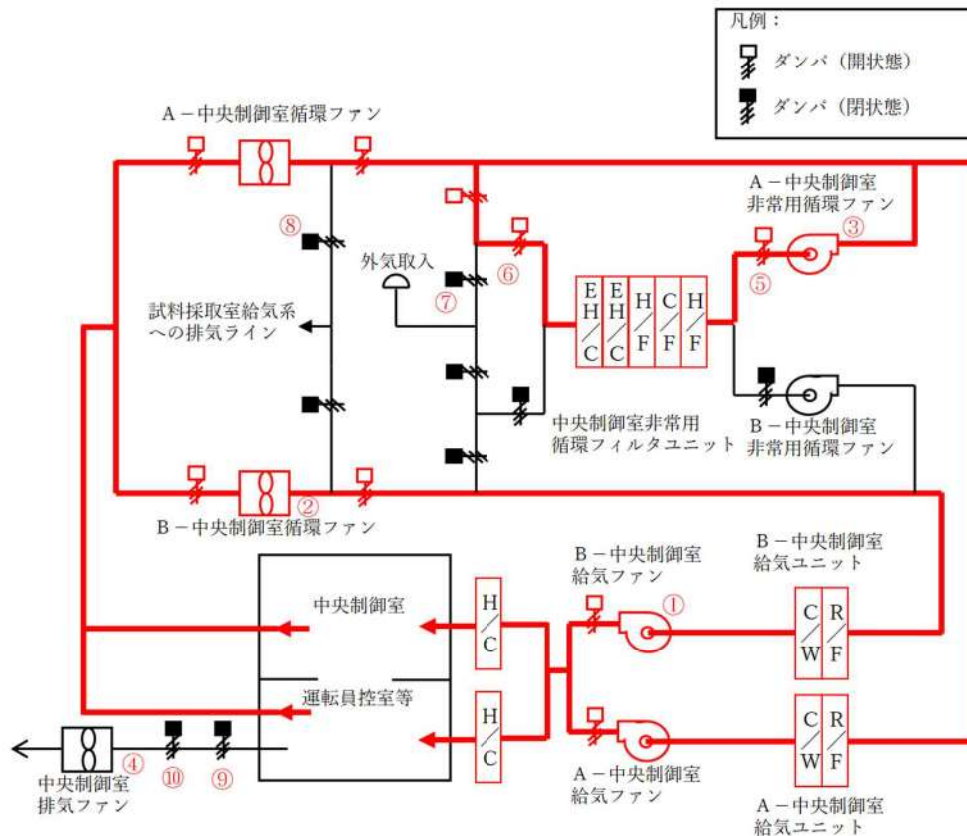 凡例：
ダンパ（開状態）
ダンパ（閉状態）
A－中央制御室循環ファン
A－中央制御室
非常用循環ファン
③
⑧
外気取入
⑥
⑤
⑦
試料採取室給気系
への排気ライン
E
H
/
C
E
H
/
C
H
/
F
C
/
F
H
/
F
中央制御室非常用
循環フィルタユニット
B－中央制御室
非常用循環ファン
②
B－中央制御室循環ファン
B－中央制御室
給気ファン
B－中央制御室
給気ユニット
①
中央制御室
H
/
C
C
/
W
R
/
F
運転員控室等
H
/
C
C
/
W
R
/
F
④
⑩
⑨
中央制御室
排気ファン
A－中央制御室
給気ファン
A－中央制御室
給気ユニット